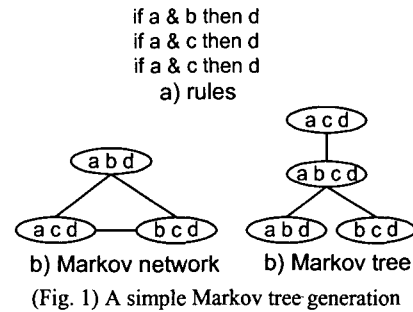 if a & b then d
if a & c then d
if a & c then d
a) rules
a b d
a c d
b c d
b) Markov network
a c d
a b c d
a b d
b c d
b) Markov tree
(Fig. 1) A simple Markov tree generation